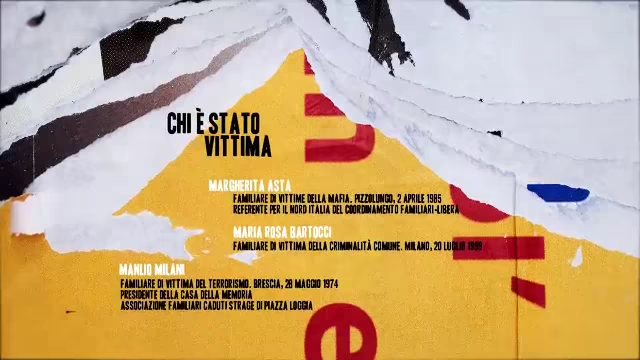 CHI È STATO
VITTIMA
MARGHERITA ASTA
FAMILIARE DI VITTIME DELLA MAFIA. PIZZOLUNGO, 2 APRILE 1985
REFERENTE PER IL NORD ITALIA DEL COORDINAMENTO FAMILIARI-LIBERA
MARIA ROSA BARTOCCI
FAMILIARE DI VITTIMA DELLA CRIMINALITÀ COMUNE. MILANO, 20 LUGLIO
MANLIO MILANI
FAMILIARE DI VITTIMA DEL TERRORISMO. BRESCIA, 28 MAGGIO 1974
PRESIDENTE DELLA CASA DELLA MEMORIA
ASSOCIAZIONE FAMILIARI CADUTI STRAGE DI PIAZZA LOGGIA